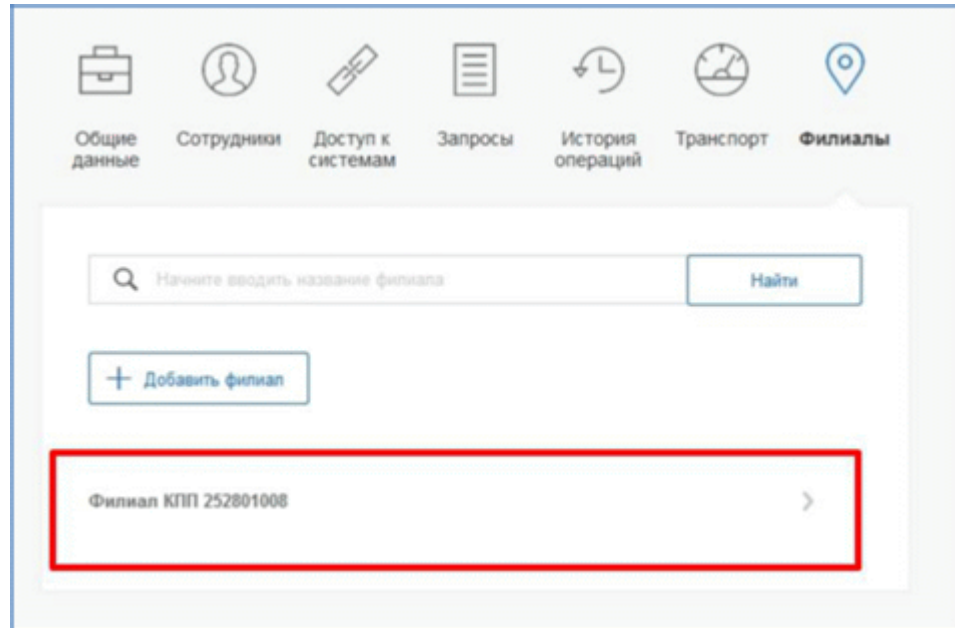 Общие данные
Сотрудники
Доступ к системам
Запросы
История операций
Транспорт
Филиалы
Начните вводить название филиала
Найти
Добавить филиал
Филиал КПП 252801008